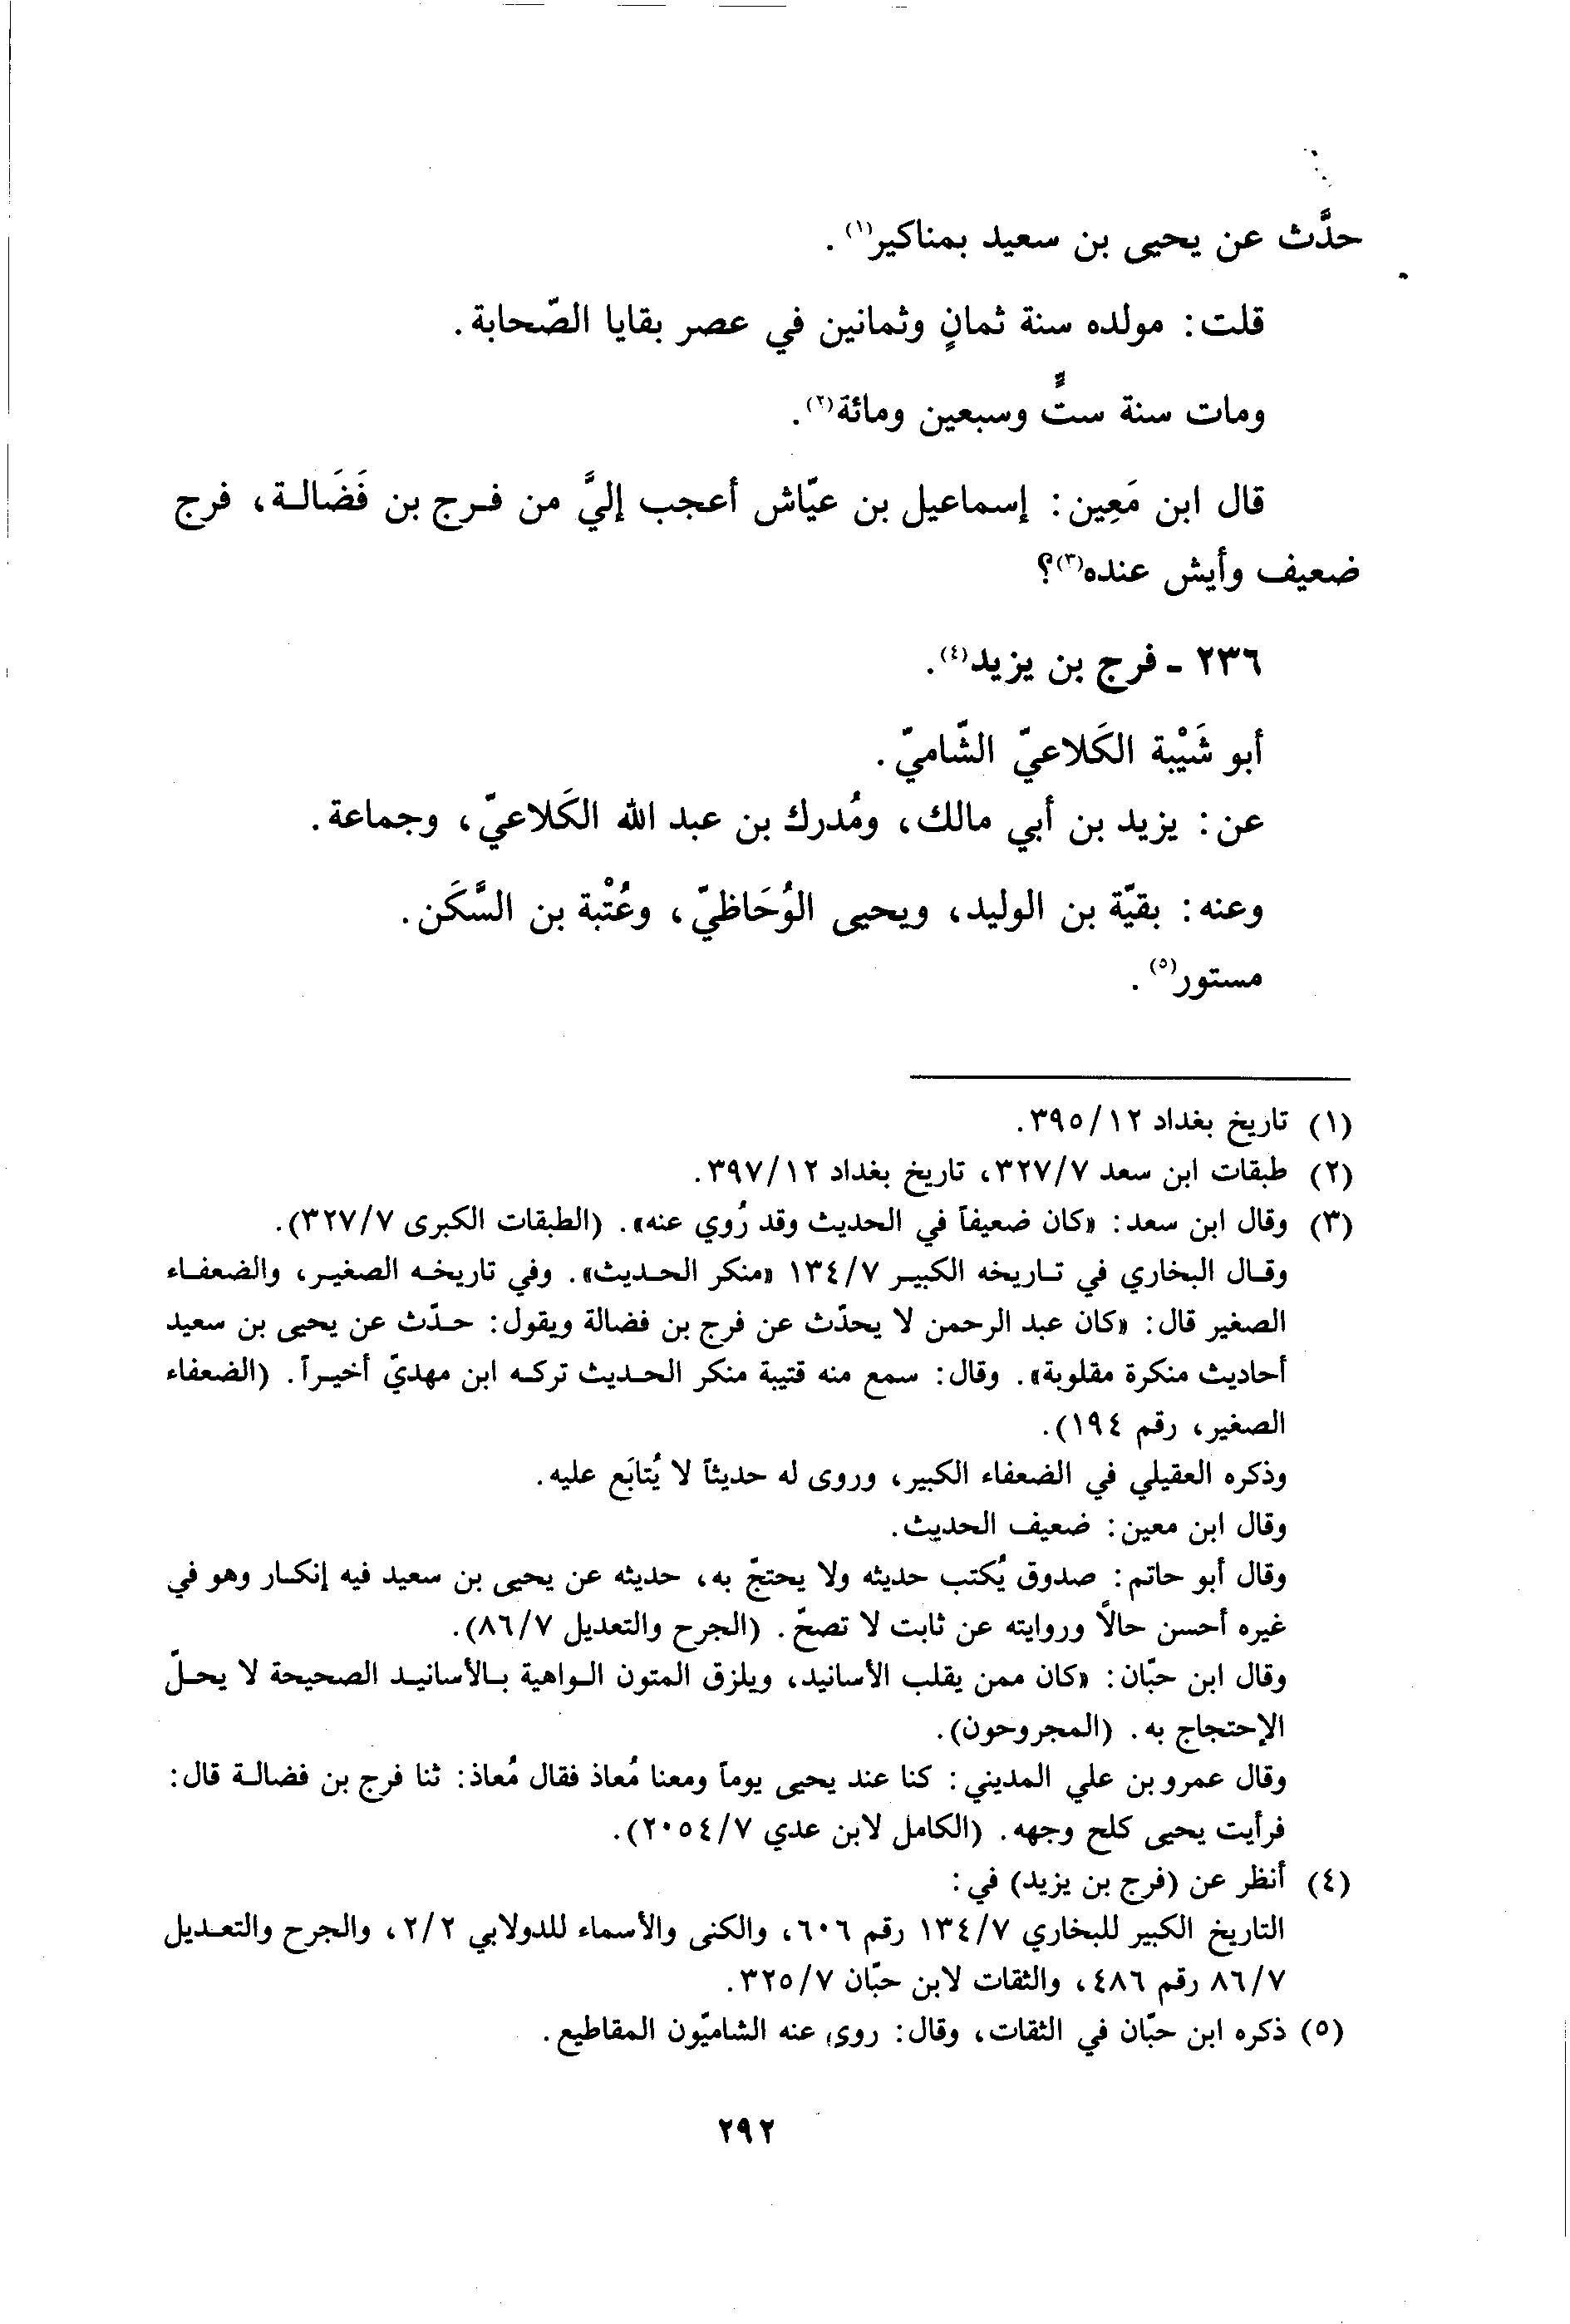 حدَّث عن يحيى بن سعيد بمناكير(١).
قلت: مولده سنة ثمانٍ وثمانين في عصر بقايا الصّحابة.
ومات سنة ستٍّ وسبعين ومائة(٢).
قال ابن مَعِين: إسماعيل بن عيّاش أعجب إليَّ من فرج بن فَضَالة، فرج
ضعيف وأيش عنده(٣)؟
٢٣٦ - فرج بن يزيد(٤).
أبو شَيْبة الكَلاعيّ الشّاميّ.
عن: يزيد بن أبي مالك، ومُدرك بن عبد الله الكَلاعيّ، وجماعة.
وعنه: بقيّة بن الوليد، ويحيى الوُحَاظيّ، وعُتْبة بن السَّكَن.
مستور(٥).
(١) تاريخ بغداد ٣٩٥/١٢.
(٢) طبقات ابن سعد ٣٢٧/٧، تاريخ بغداد ٣٩٧/١٢.
(٣) وقال ابن سعد: «كان ضعيفاً في الحديث وقد رُوي عنه». (الطبقات الكبرى ٣٢٧/٧).
وقال البخاري في تاريخه الكبير ١٣٤/٧ «منكر الحديث». وفي تاريخه الصغير، والضعفاء
الصغير قال: «كان عبد الرحمن لا يحدّث عن فرج بن فضالة ويقول: حدّث عن يحيى بن سعيد
أحاديث منكرة مقلوبة». وقال: سمع منه قتيبة منكر الحديث تركه ابن مهديّ أخيراً. (الضعفاء
الصغير، رقم ١٩٤).
وذكره العقيلي في الضعفاء الكبير، وروى له حديثاً لا يُتابَع عليه.
وقال ابن معين: ضعيف الحديث.
وقال أبو حاتم: صدوق يُكتب حديثه ولا يحتجّ به، حديثه عن يحيى بن سعيد فيه إنكار وهو في
غيره أحسن حالًا وروايته عن ثابت لا تصحّ. (الجرح والتعديل ٨٦/٧).
وقال ابن حبّان: «كان ممن يقلب الأسانيد، ويلزق المتون الواهية بالأسانيد الصحيحة لا يحلّ
الإحتجاج به. (المجروحون).
وقال عمرو بن علي المديني: كنا عند يحيى يوماً ومعنا مُعاذ فقال مُعاذ: ثنا فرج بن فضالة قال:
فرأيت يحيى كلح وجهه. (الكامل لابن عدي ٢٠٥٤/٧).
(٤) أنظر عن (فرج بن يزيد) في:
التاريخ الكبير للبخاري ١٣٤/٧ رقم ٦٠٦، والكنى والأسماء للدولابي ٢/٢، والجرح والتعديل
٨٦/٧ رقم ٤٨٦، والثقات لابن حبّان ٣٢٥/٧.
(٥) ذكره ابن حبّان في الثقات، وقال: روى عنه الشاميّون المقاطيع.
٢٩٢